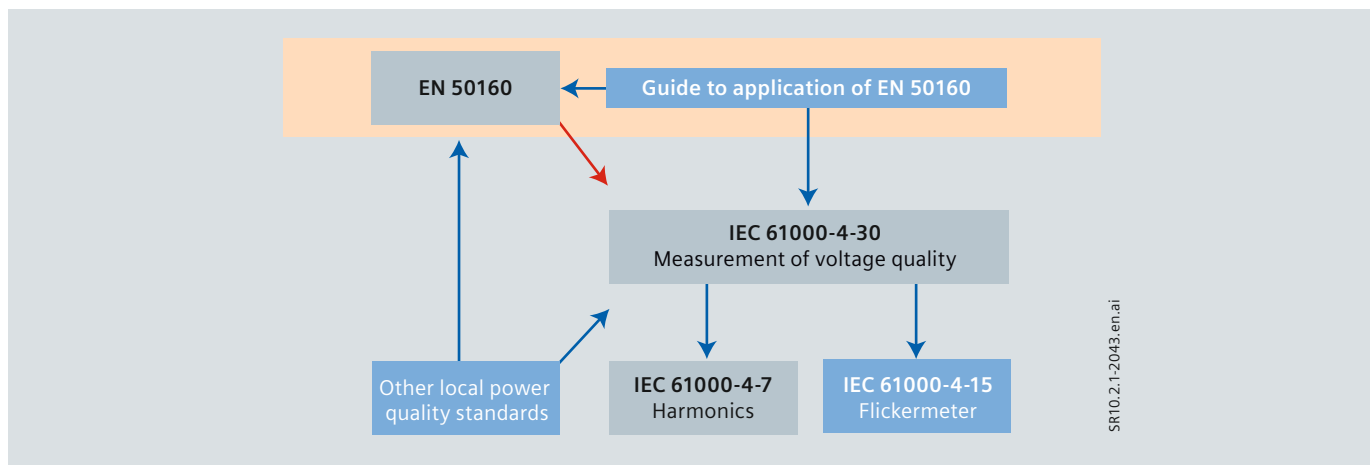 EN 50160
Guide to application of EN 50160
IEC 61000-4-30
Measurement of voltage quality
Other local power
quality standards
IEC 61000-4-7
Harmonics
IEC 61000-4-15
Flickermeter
SR10.2.1-2043.en.ai